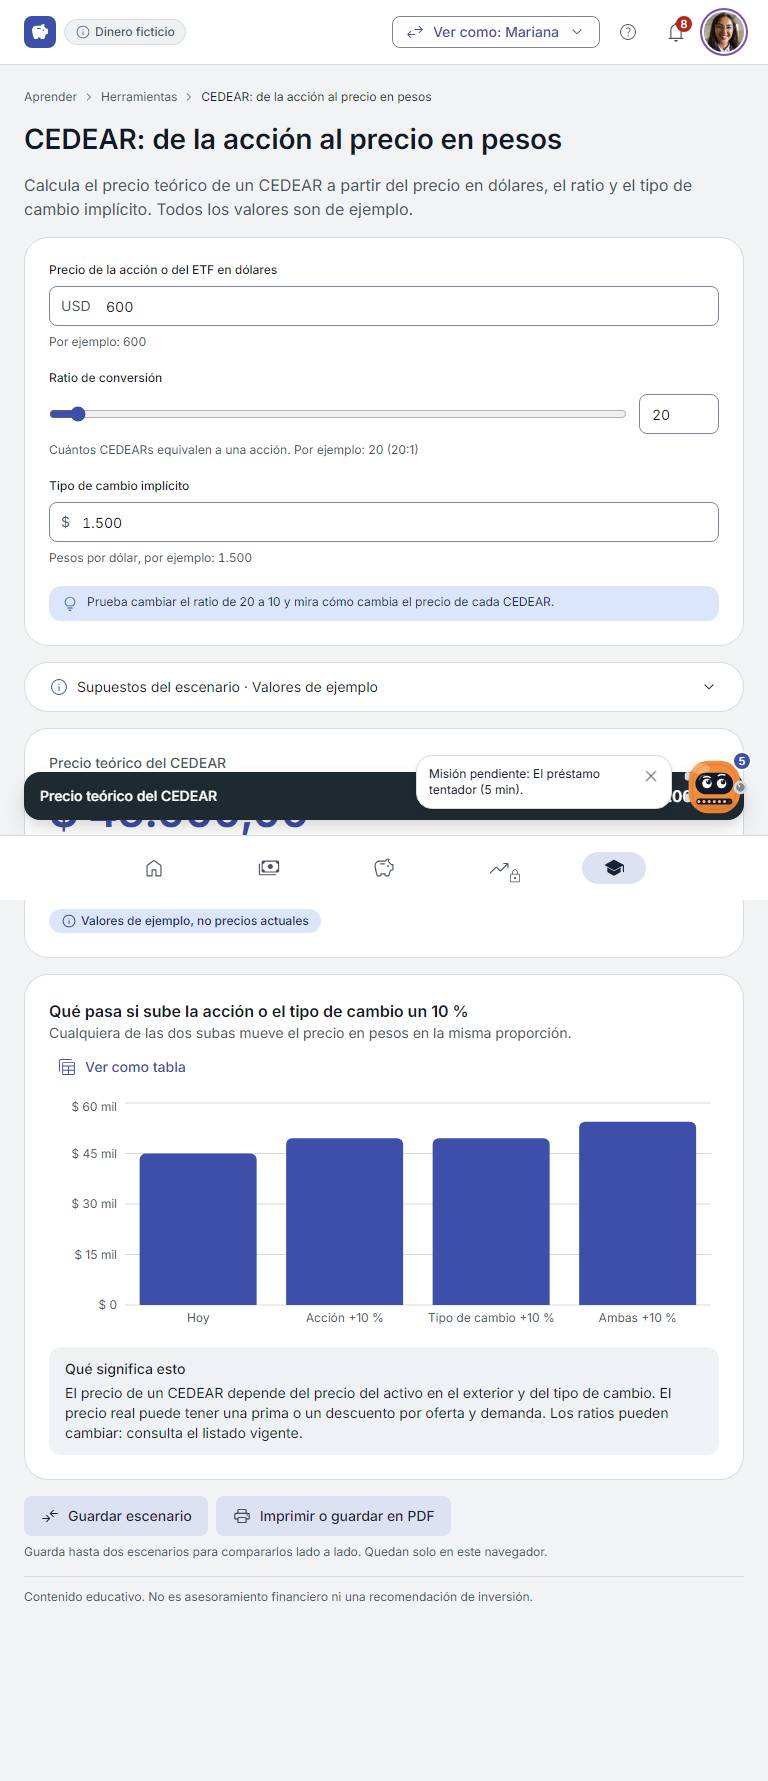 Dinero ficticio
Ver como: Mariana
8
Aprender
Herramientas
CEDEAR: de la acción al precio en pesos
CEDEAR: de la acción al precio en pesos
Calcula el precio teórico de un CEDEAR a partir del precio en dólares, el ratio y el tipo de
cambio implícito. Todos los valores son de ejemplo.
Precio de la acción o del ETF en dólares
USD 600
Por ejemplo: 600
Ratio de conversión
20
Cuántos CEDEARs equivalen a una acción. Por ejemplo: 20 (20:1)
Tipo de cambio implícito
$ 1.500
Pesos por dólar, por ejemplo: 1.500
Prueba cambiar el ratio de 20 a 10 y mira cómo cambia el precio de cada CEDEAR.
Supuestos del escenario · Valores de ejemplo
Precio teórico del CEDEAR
Misión pendiente: El préstamo
tentador (5 min).
5
Precio teórico del CEDEAR
Valores de ejemplo, no precios actuales
Qué pasa si sube la acción o el tipo de cambio un 10 %
Cualquiera de las dos subas mueve el precio en pesos en la misma proporción.
Ver como tabla
$ 60 mil
$ 45 mil
$ 30 mil
$ 15 mil
$ 0
Hoy
Acción +10 %
Tipo de cambio +10 %
Ambas +10 %
Qué significa esto
El precio de un CEDEAR depende del precio del activo en el exterior y del tipo de cambio. El
precio real puede tener una prima o un descuento por oferta y demanda. Los ratios pueden
cambiar: consulta el listado vigente.
Guardar escenario
Imprimir o guardar en PDF
Guarda hasta dos escenarios para compararlos lado a lado. Quedan solo en este navegador.
Contenido educativo. No es asesoramiento financiero ni una recomendación de inversión.